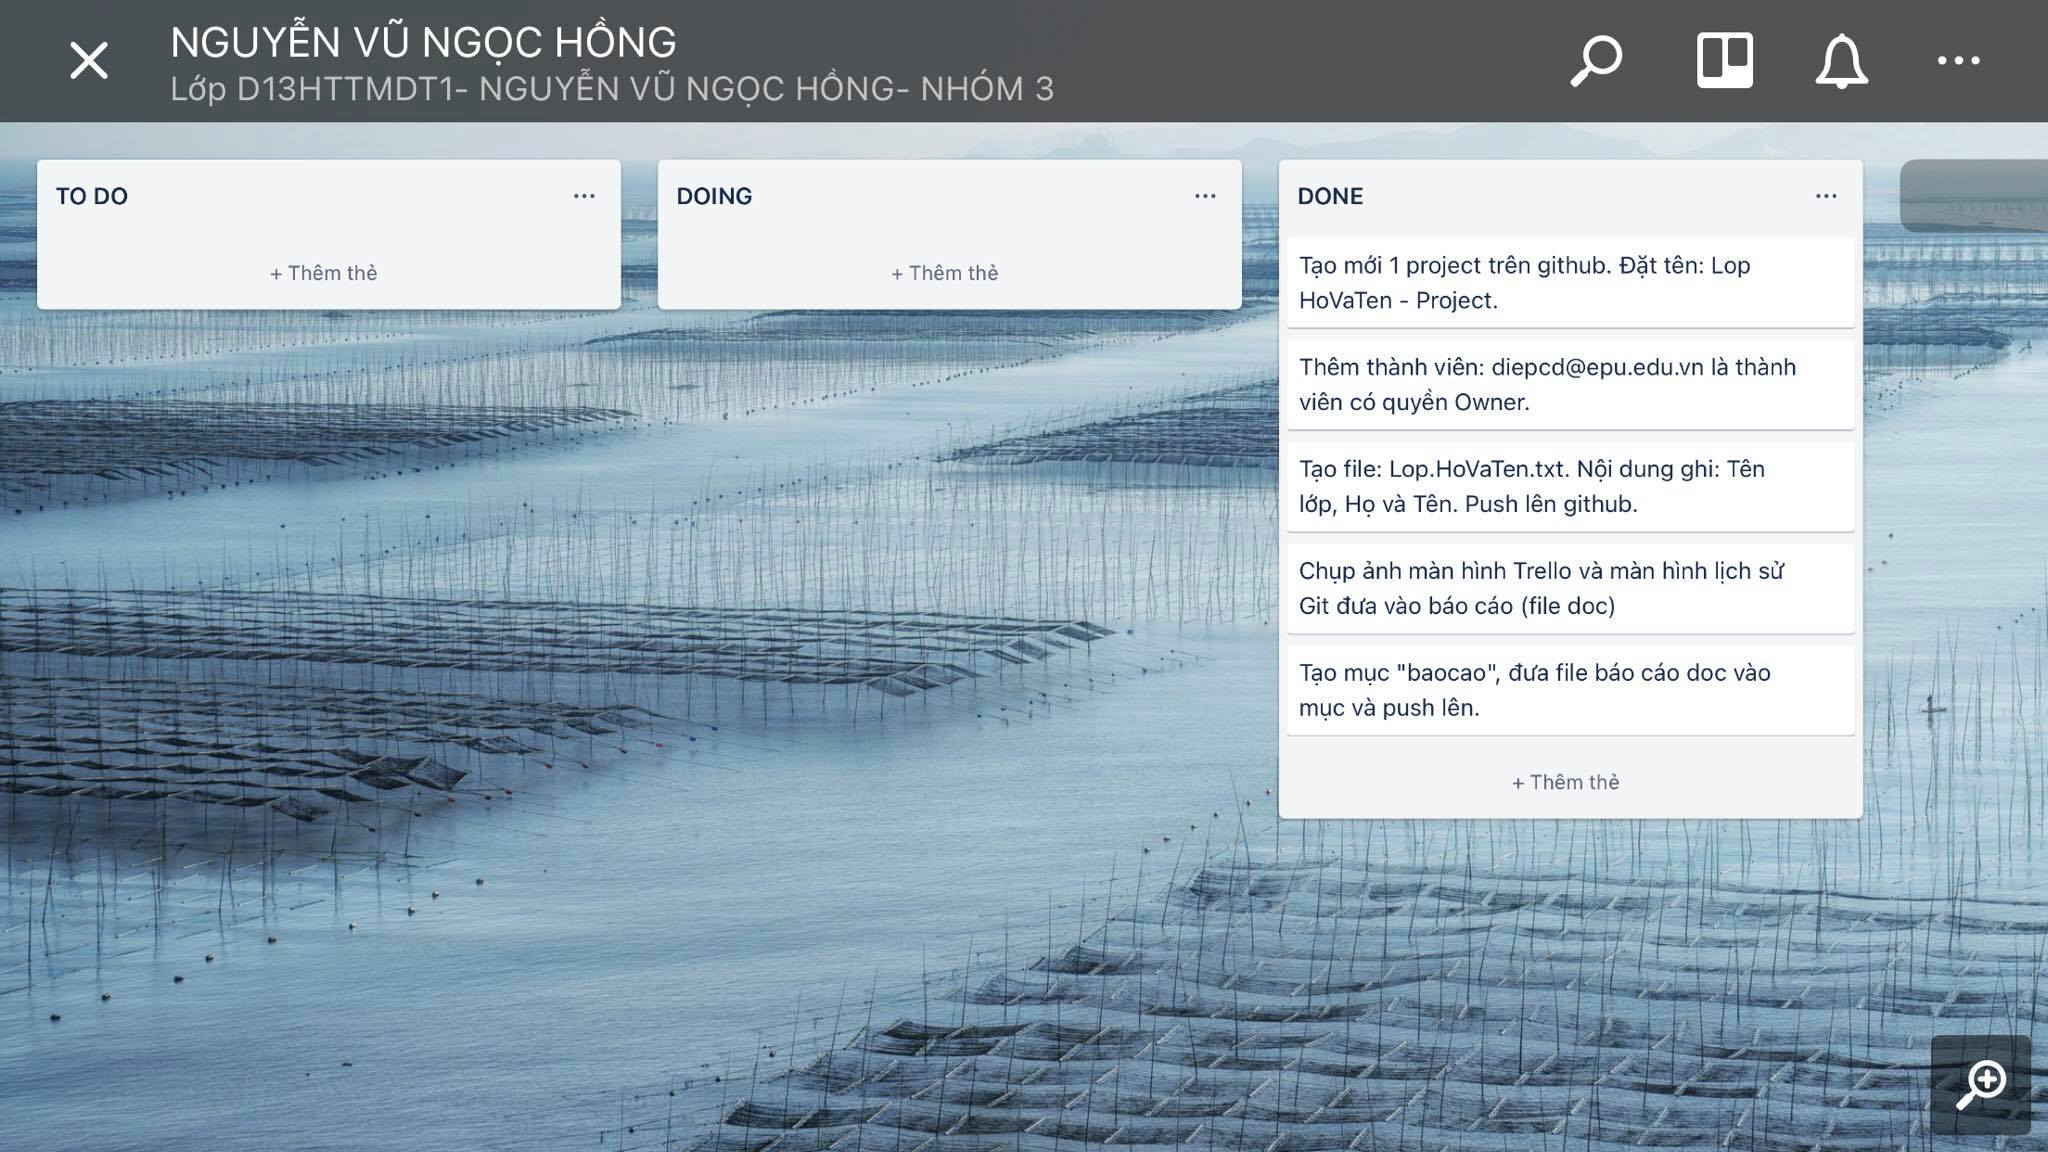 NGUYỄN VŨ NGỌC HỒNG
Lớp D13HTTMDT1- NGUYỄN VŨ NGỌC HỒNG- NHÓM 3
TO DO
+ Thêm thẻ
DOING
+ Thêm thẻ
DONE
Tạo mới 1 project trên github. Đặt tên: Lop
HoVaTen - Project.
Thêm thành viên: diepcd@epu.edu.vn là thành
viên có quyền Owner.
Tạo file: Lop.HoVaTen.txt. Nội dung ghi: Tên
lớp, Họ và Tên. Push lên github.
Chụp ảnh màn hình Trello và màn hình lịch sử
Git đưa vào báo cáo (file doc)
Tạo mục "baocao", đưa file báo cáo doc vào
mục và push lên.
+ Thêm thẻ